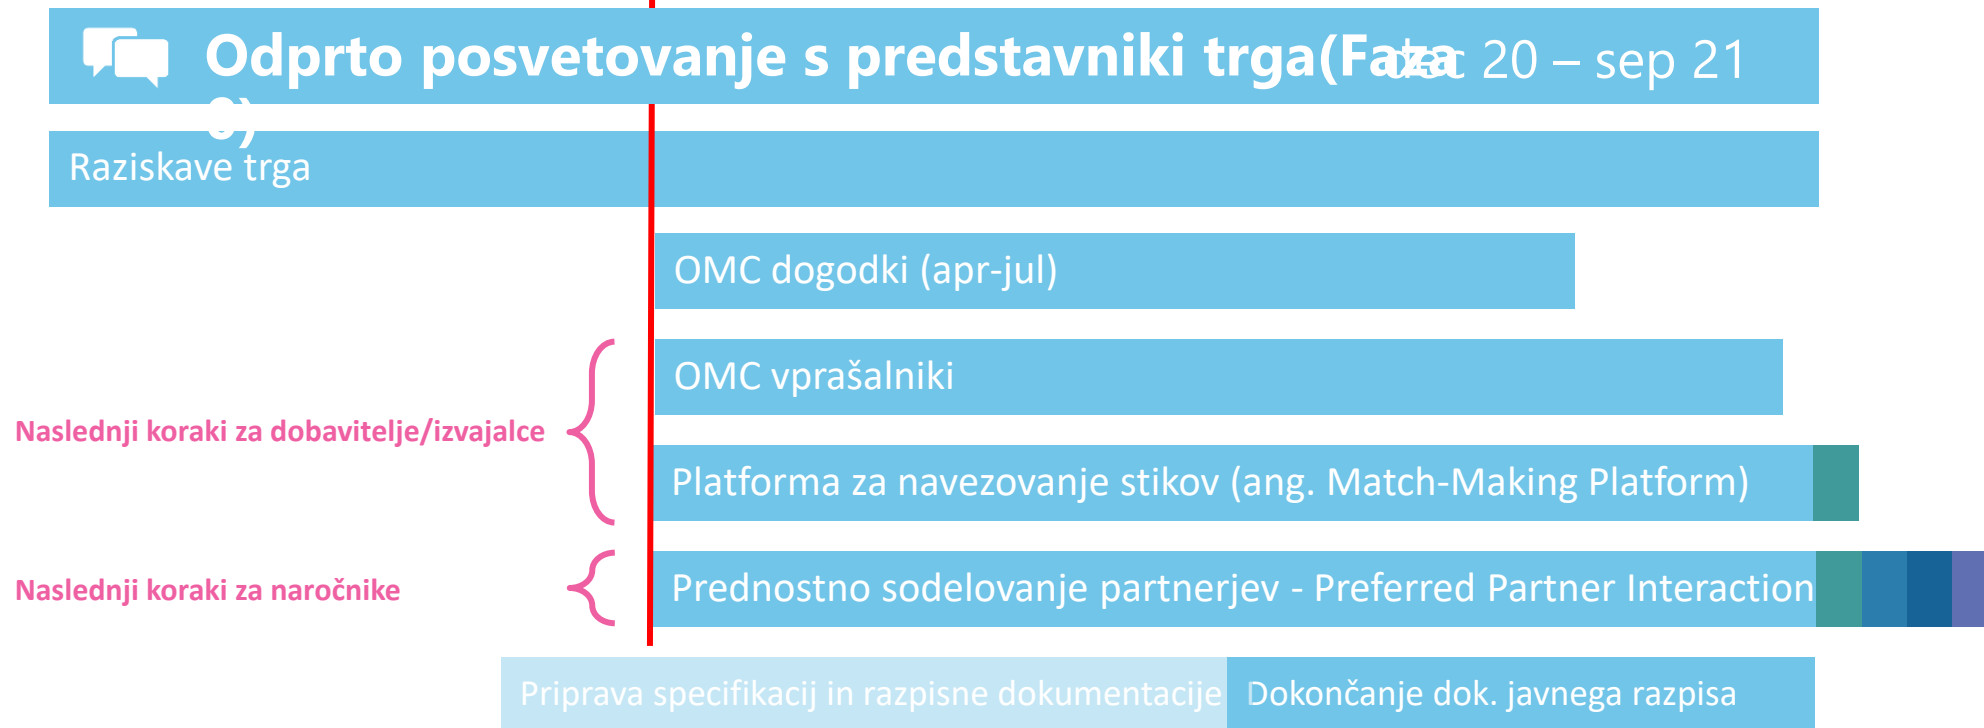 Odprto posvetovanje s predstavniki trga(Faza
0)
dec 20 – sep 21
Raziskave trga
OMC dogodki (apr-jul)
OMC vprašalniki
Naslednji koraki za dobavitelje/izvajalce
Platforma za navezovanje stikov (ang. Match-Making Platform)
Naslednji koraki za naročnike
Prednostno sodelovanje partnerjev - Preferred Partner Interaction
Priprava specifikacij in razpisne dokumentacije
Dokončanje dok. javnega razpisa